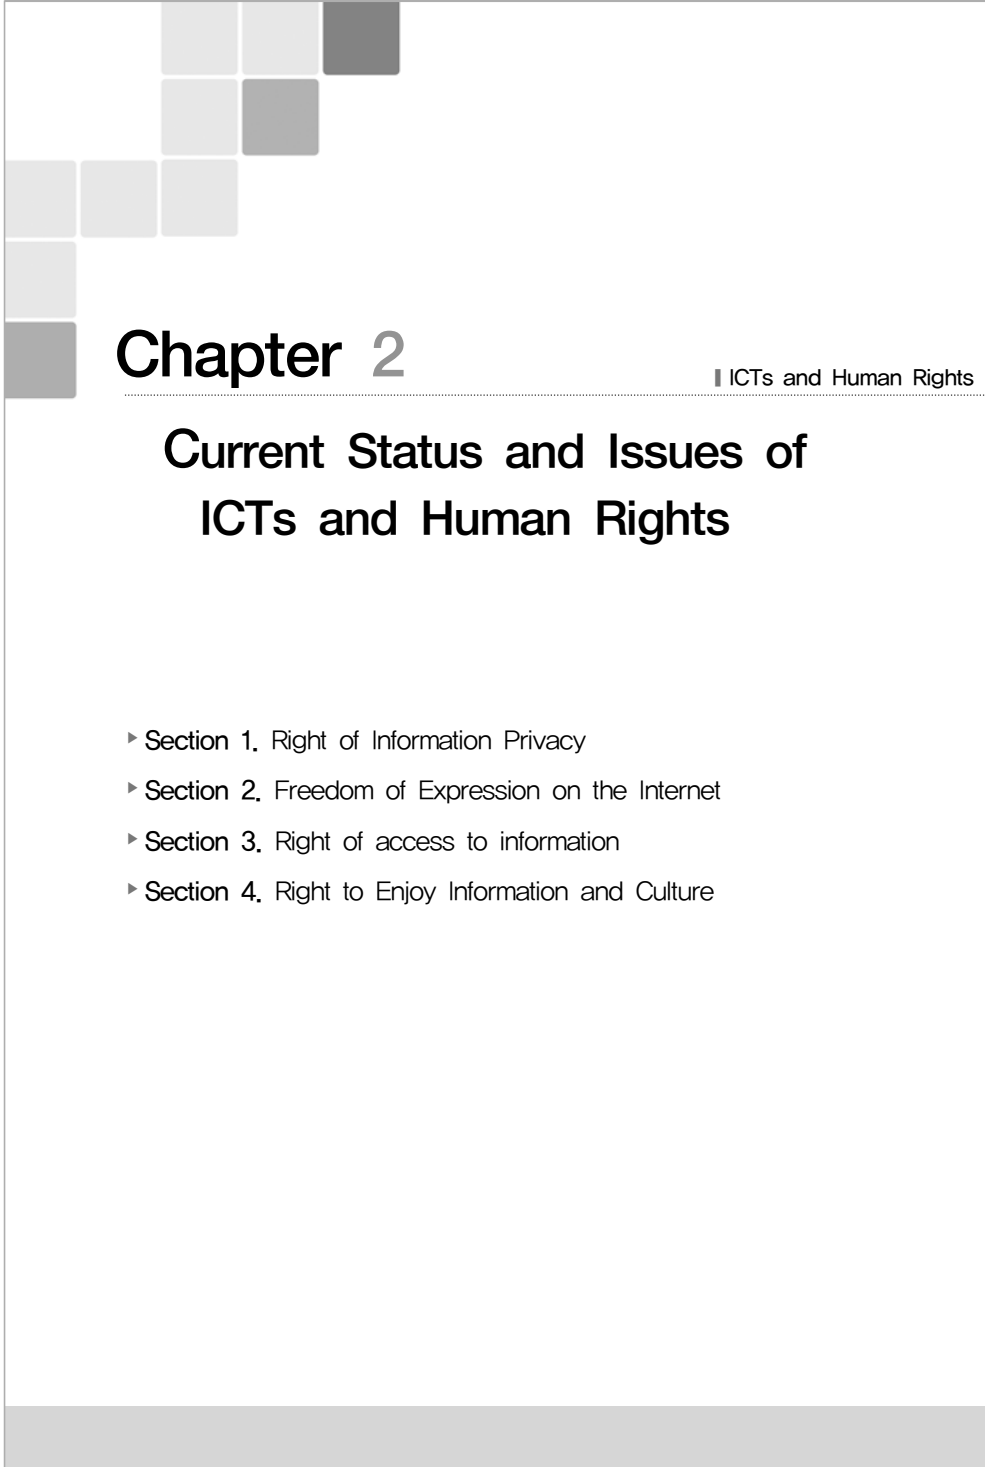 Chapter 2
ICTs and Human Rights
Current Status and Issues of
ICTs and Human Rights
Section 1. Right of Information Privacy
Section 2. Freedom of Expression on the Internet
Section 3. Right of access to information
Section 4. Right to Enjoy Information and Culture